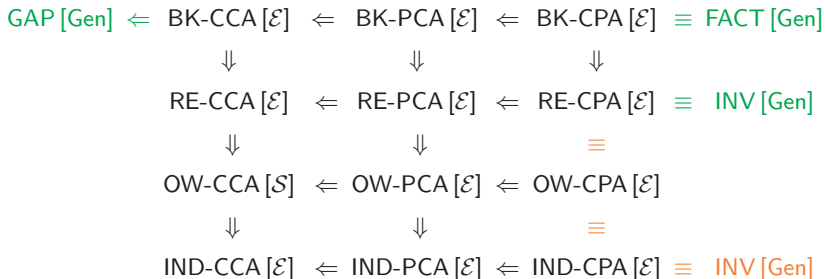 GAP [Gen] ⇐ BK-CCA [ℰ] ⇐ BK-PCA [ℰ] ⇐ BK-CPA [ℰ] ≡ FACT [Gen]
⇓ ⇓ ⇓
RE-CCA [ℰ] ⇐ RE-PCA [ℰ] ⇐ RE-CPA [ℰ] ≡ INV [Gen]
⇓ ⇓ ≡
OW-CCA [𝒮] ⇐ OW-PCA [ℰ] ⇐ OW-CPA [ℰ]
⇓ ⇓ ≡
IND-CCA [ℰ] ⇐ IND-PCA [ℰ] ⇐ IND-CPA [ℰ] ≡ INV [Gen]